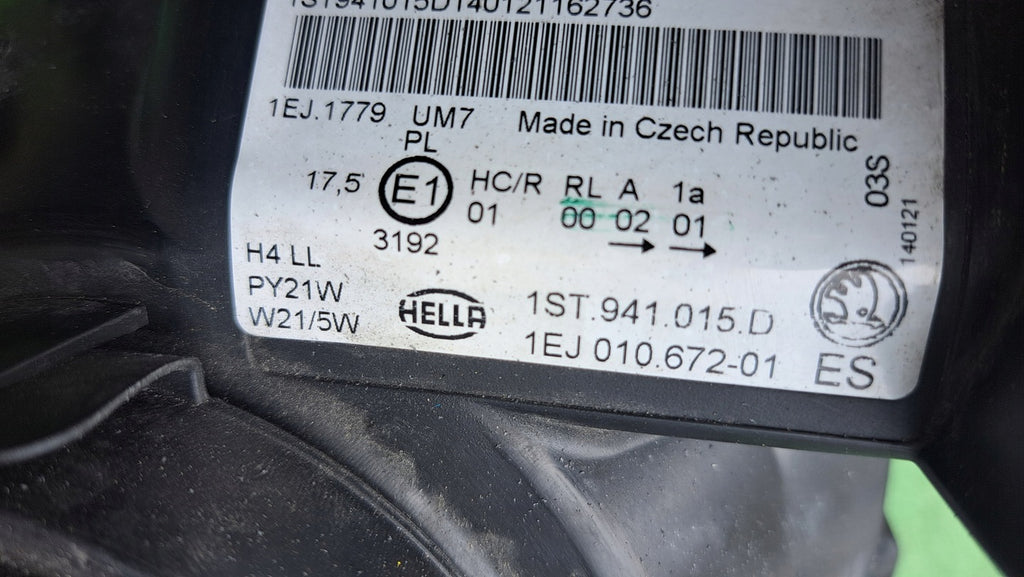 1ST941015D140121162736
1EJ.1779 UM7 Made in Czech Republic
PL
17,5 E1 HC/R RL A 1a
01 00 02 01
3192
03S
140121
H4 LL
PY21W
W21/5W
HELLA
1ST.941.015.D
1EJ 010.672-01
ES